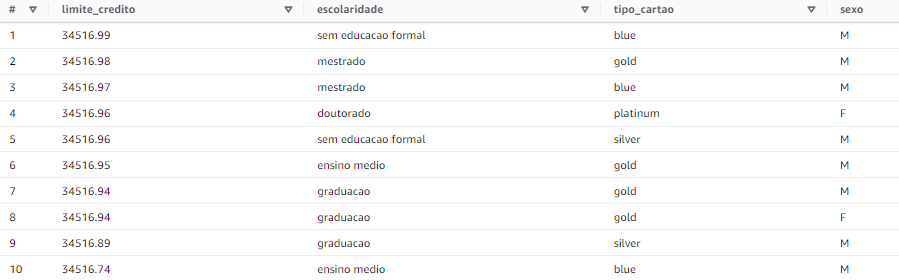 # limite_credito escolaridade tipo_cartao sexo
1 34516.99 sem educacao formal blue M
2 34516.98 mestrado gold M
3 34516.97 mestrado blue M
4 34516.96 doutorado platinum F
5 34516.96 sem educacao formal silver M
6 34516.95 ensino medio gold M
7 34516.94 graduacao gold M
8 34516.94 graduacao gold F
9 34516.89 graduacao silver M
10 34516.74 ensino medio blue M